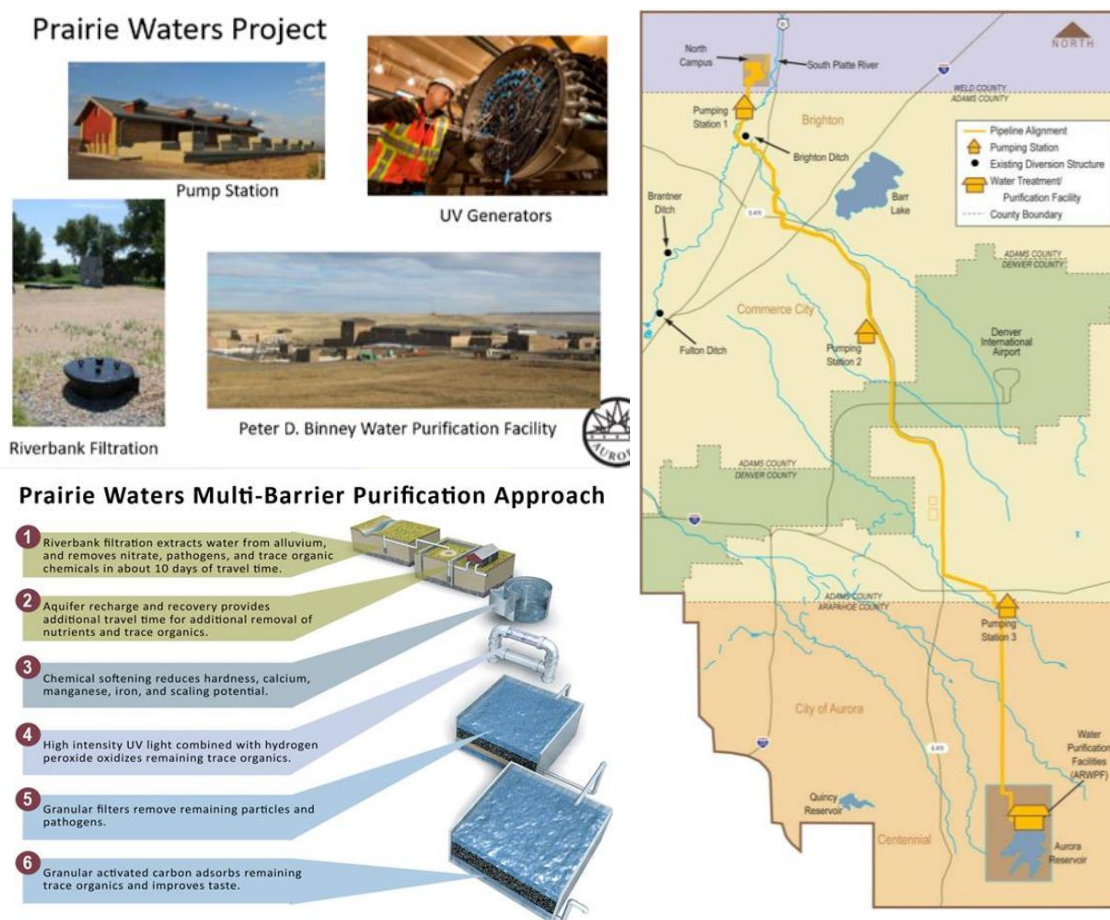 Prairie Waters Project
Pump Station
UV Generators
Riverbank Filtration
Peter D. Binney Water Purification Facility
AUROR
Prairie Waters Multi-Barrier Purification Approach
1
Riverbank filtration extracts water from alluvium,
and removes nitrate, pathogens, and trace organic
chemicals in about 10 days of travel time.
2
Aquifer recharge and recovery provides
additional travel time for additional removal of
nutrients and trace organics.
3
Chemical softening reduces hardness, calcium,
manganese, iron, and scaling potential.
4
High intensity UV light combined with hydrogen
peroxide oxidizes remaining trace organics.
5
Granular filters remove remaining particles and
pathogens.
6
Granular activated carbon adsorbs remaining
trace organics and improves taste.
NORTH
North
Campus
South Platte River
WELD COUNTY
ADAMS COUNTY
Pumping
Station 1
Brighton
Brighton Ditch
Pipeline Alignment
Pumping Station
Existing Diversion Structure
Water Treatment/
Purification Facility
County Boundary
Brantner
Ditch
Barr
Lake
E-470
ADAMS COUNTY
DENVER COUNTY
Commerce City
Fulton Ditch
Pumping
Station 2
Denver
International
Airport
ADAMS COUNTY
DENVER COUNTY
ADAMS COUNTY
ARAPAHOE COUNTY
Pumping
Station 3
City of Aurora
E-470
Water
Purification
Facilities
(ARWPF)
Quincy
Reservoir
Centennial
Aurora
Reservoir